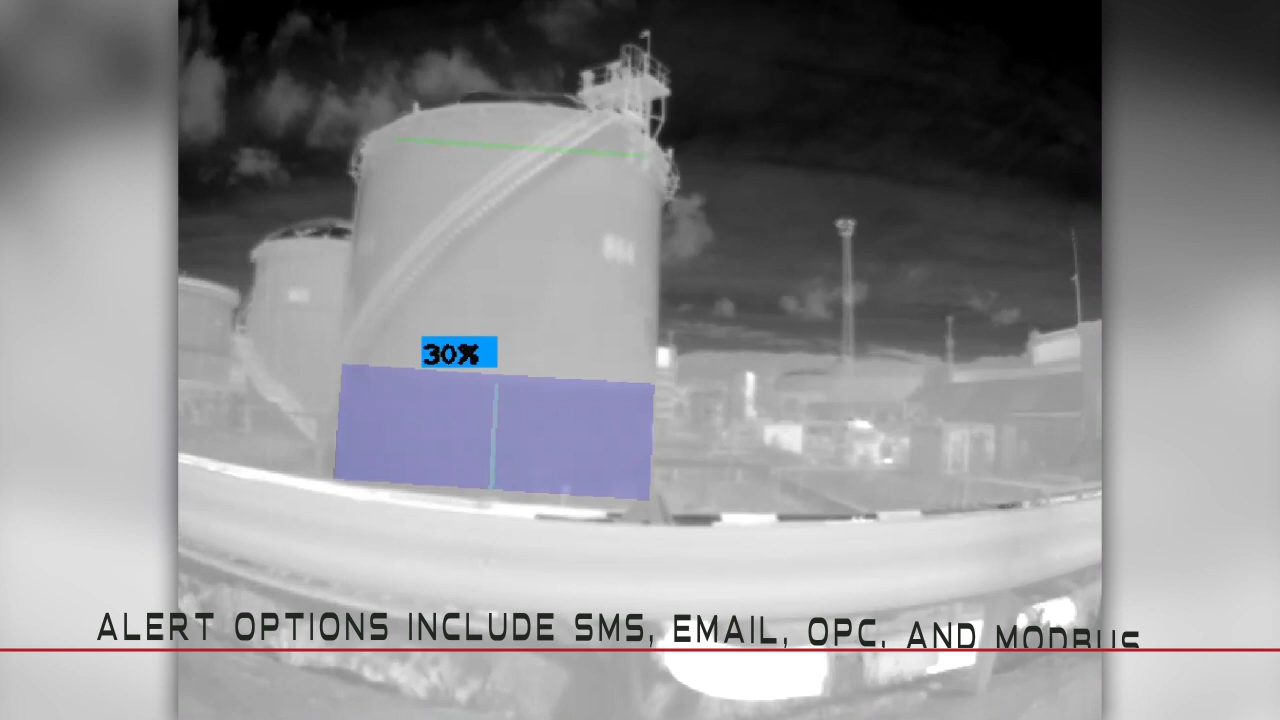 30%
ALERT OPTIONS INCLUDE SMS, EMAIL, OPC, AND MODBUS